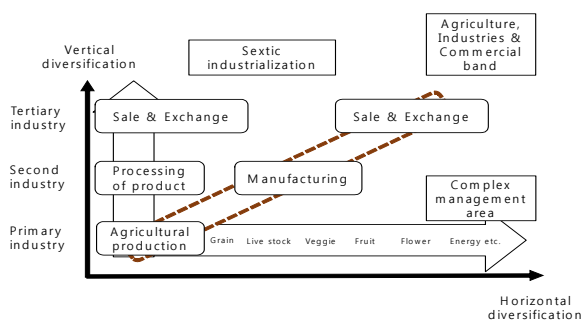 Agriculture,
Industries &
Commercial
band
Vertical
diversification
Sextic
industrialization
Tertiary
industry
Sale & Exchange
Sale & Exchange
Second
industry
Processing
of product
Manufacturing
Complex
management
area
Primary
industry
Agricultural
production
Grain Live stock Veggie Fruit Flower Energy etc.
Horizontal
diversification